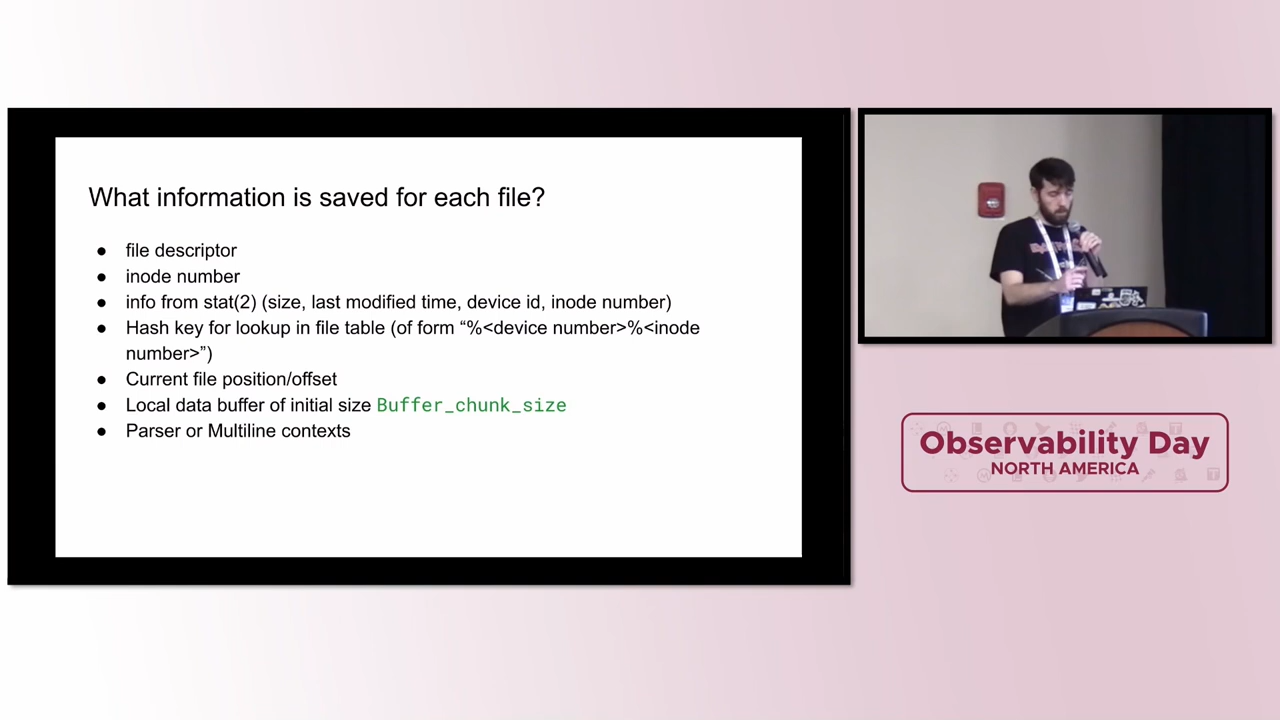 What information is saved for each file?
● file descriptor
● inode number
● info from stat(2) (size, last modified time, device id, inode number)
● Hash key for lookup in file table (of form “%<device number>%<inode
number>”)
● Current file position/offset
● Local data buffer of initial size Buffer_chunk_size
● Parser or Multiline contexts
Observability Day
NORTH AMERICA